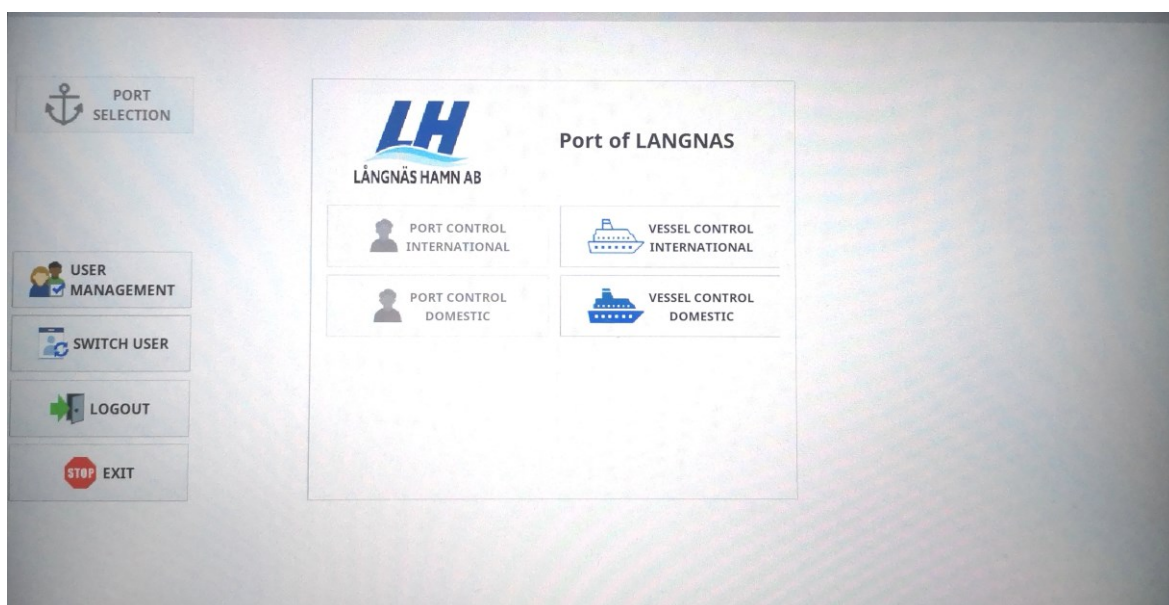 PORT
SELECTION
USER
MANAGEMENT
SWITCH USER
LOGOUT
STOP EXIT
LH
LÅNGNÄS HAMN AB
Port of LANGNAS
PORT CONTROL
INTERNATIONAL
VESSEL CONTROL
INTERNATIONAL
PORT CONTROL
DOMESTIC
VESSEL CONTROL
DOMESTIC